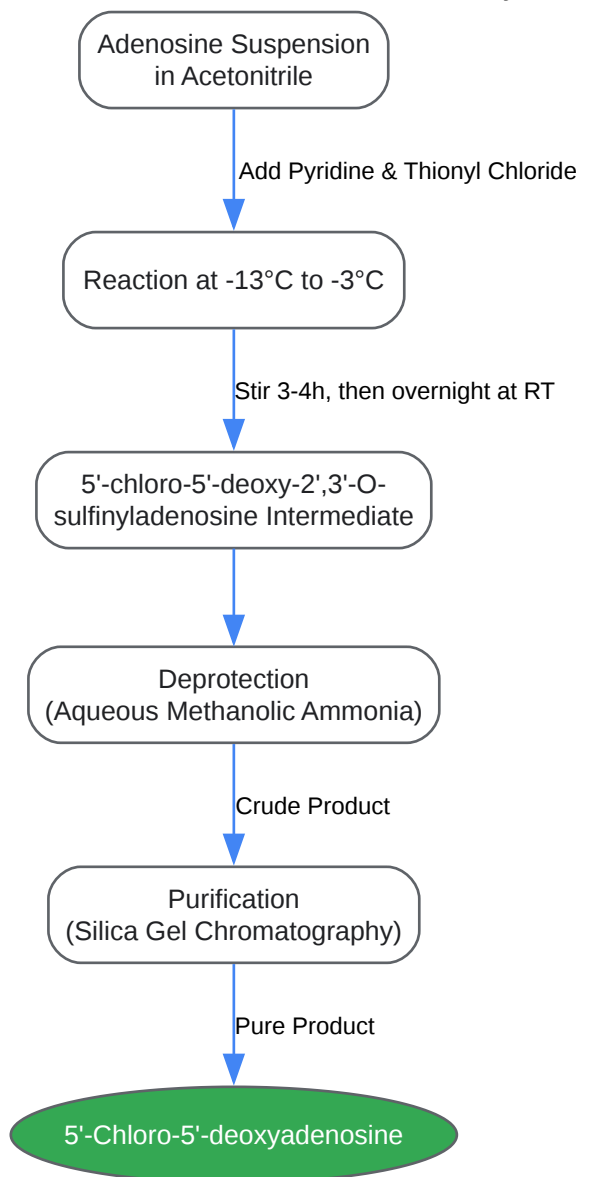 Adenosine Suspension
in Acetonitrile
Add Pyridine & Thionyl Chloride
Reaction at -13°C to -3°C
Stir 3-4h, then overnight at RT
5'-chloro-5'-deoxy-2',3'-O-
sulfinyladenosine Intermediate
Deprotection
(Aqueous Methanolic Ammonia)
Crude Product
Purification
(Silica Gel Chromatography)
Pure Product
5'-Chloro-5'-deoxyadenosine